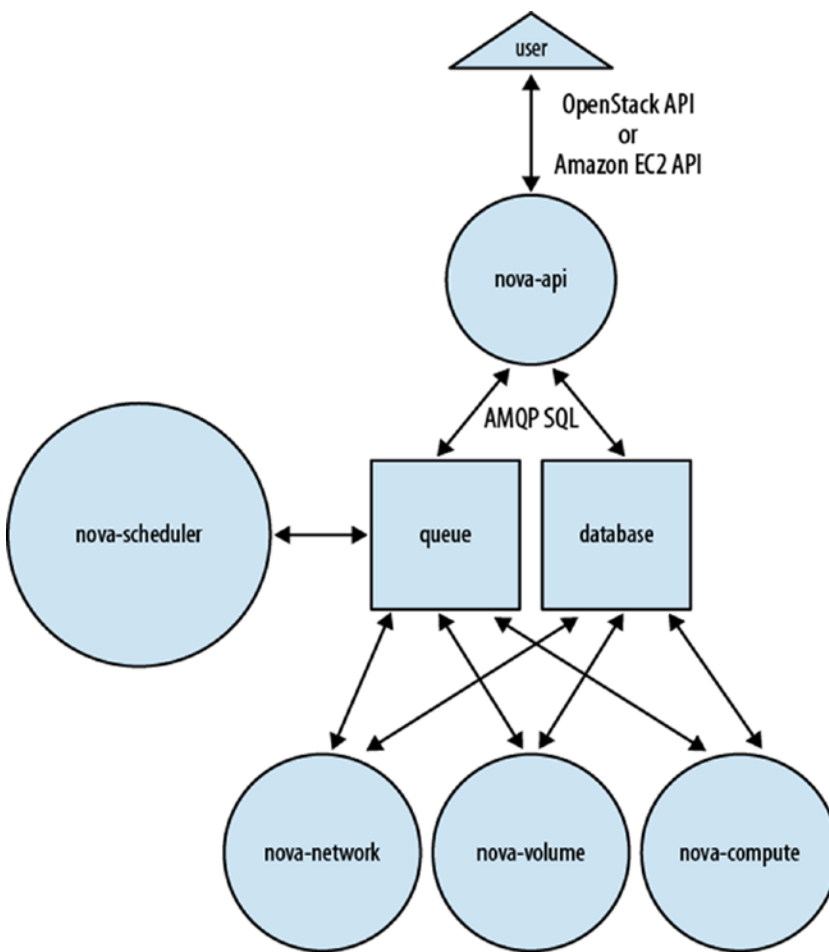 user
OpenStack API
or
Amazon EC2 API
nova-api
AMQP SQL
nova-scheduler
queue
database
nova-network
nova-volume
nova-compute